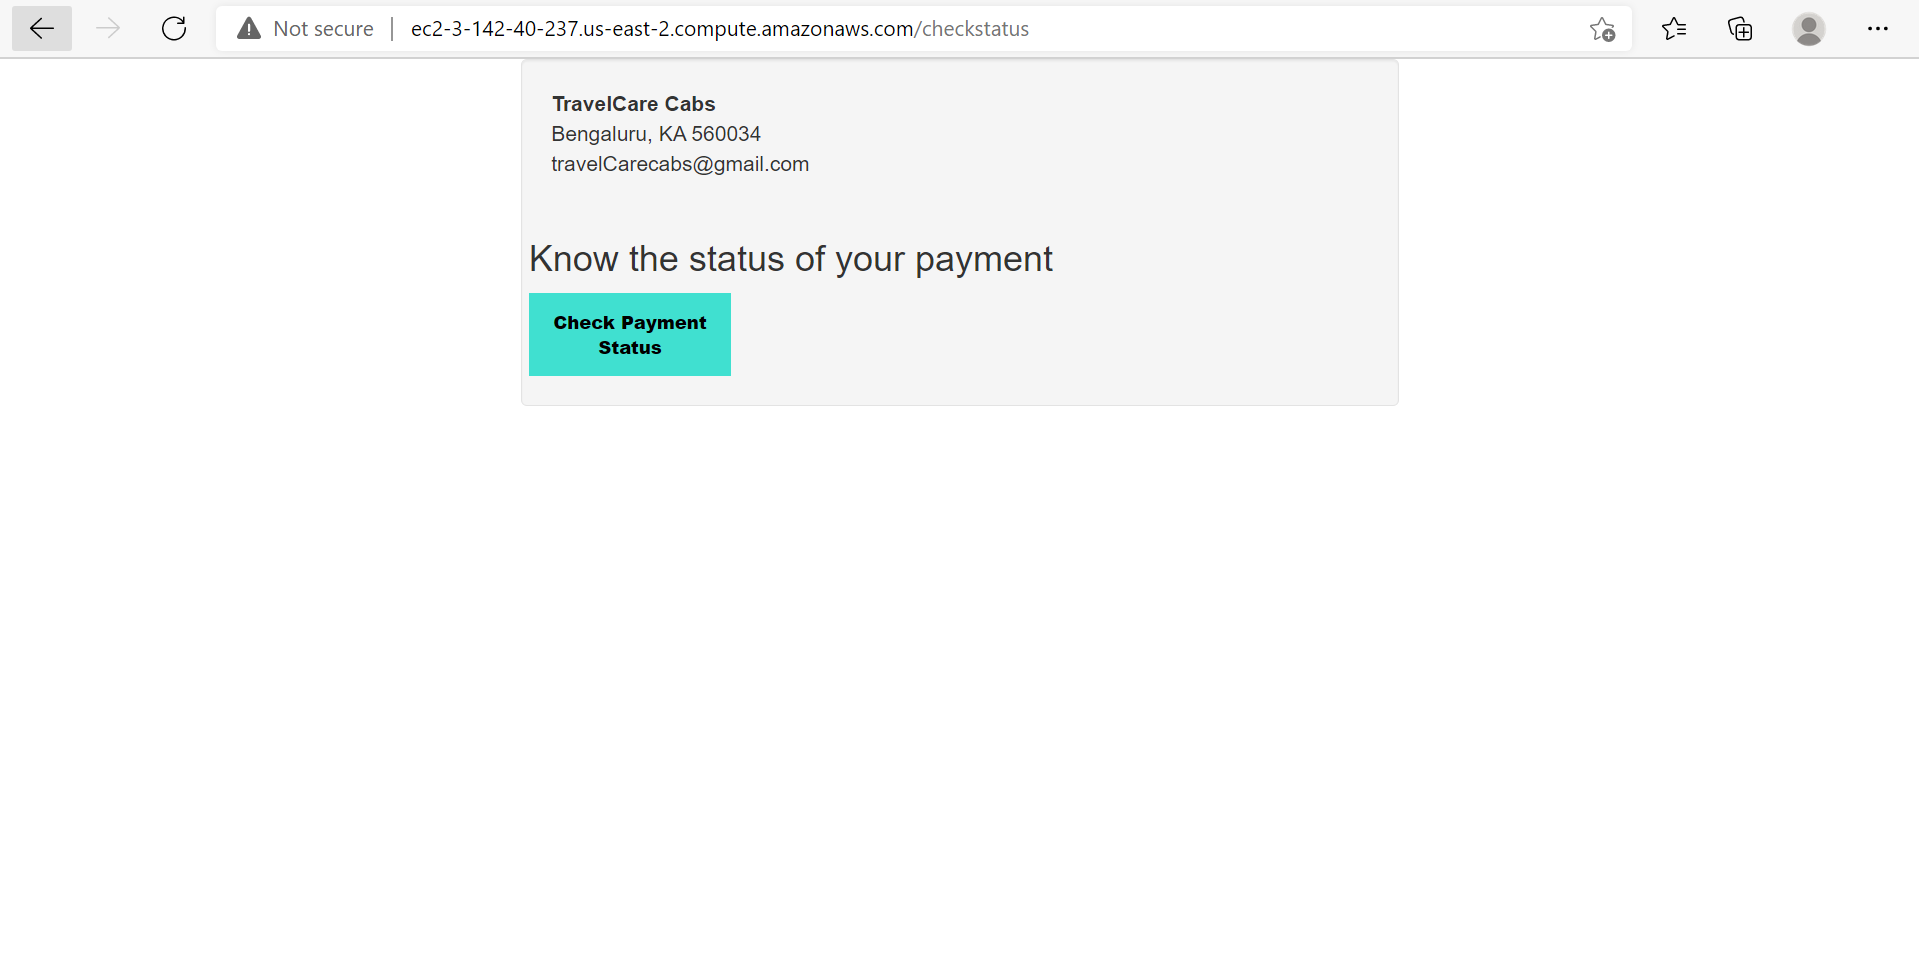 Not secure | ec2-3-142-40-237.us-east-2.compute.amazonaws.com/checkstatus
TravelCare Cabs
Bengaluru, KA 560034
travelCarecabs@gmail.com
Know the status of your payment
Check Payment
Status